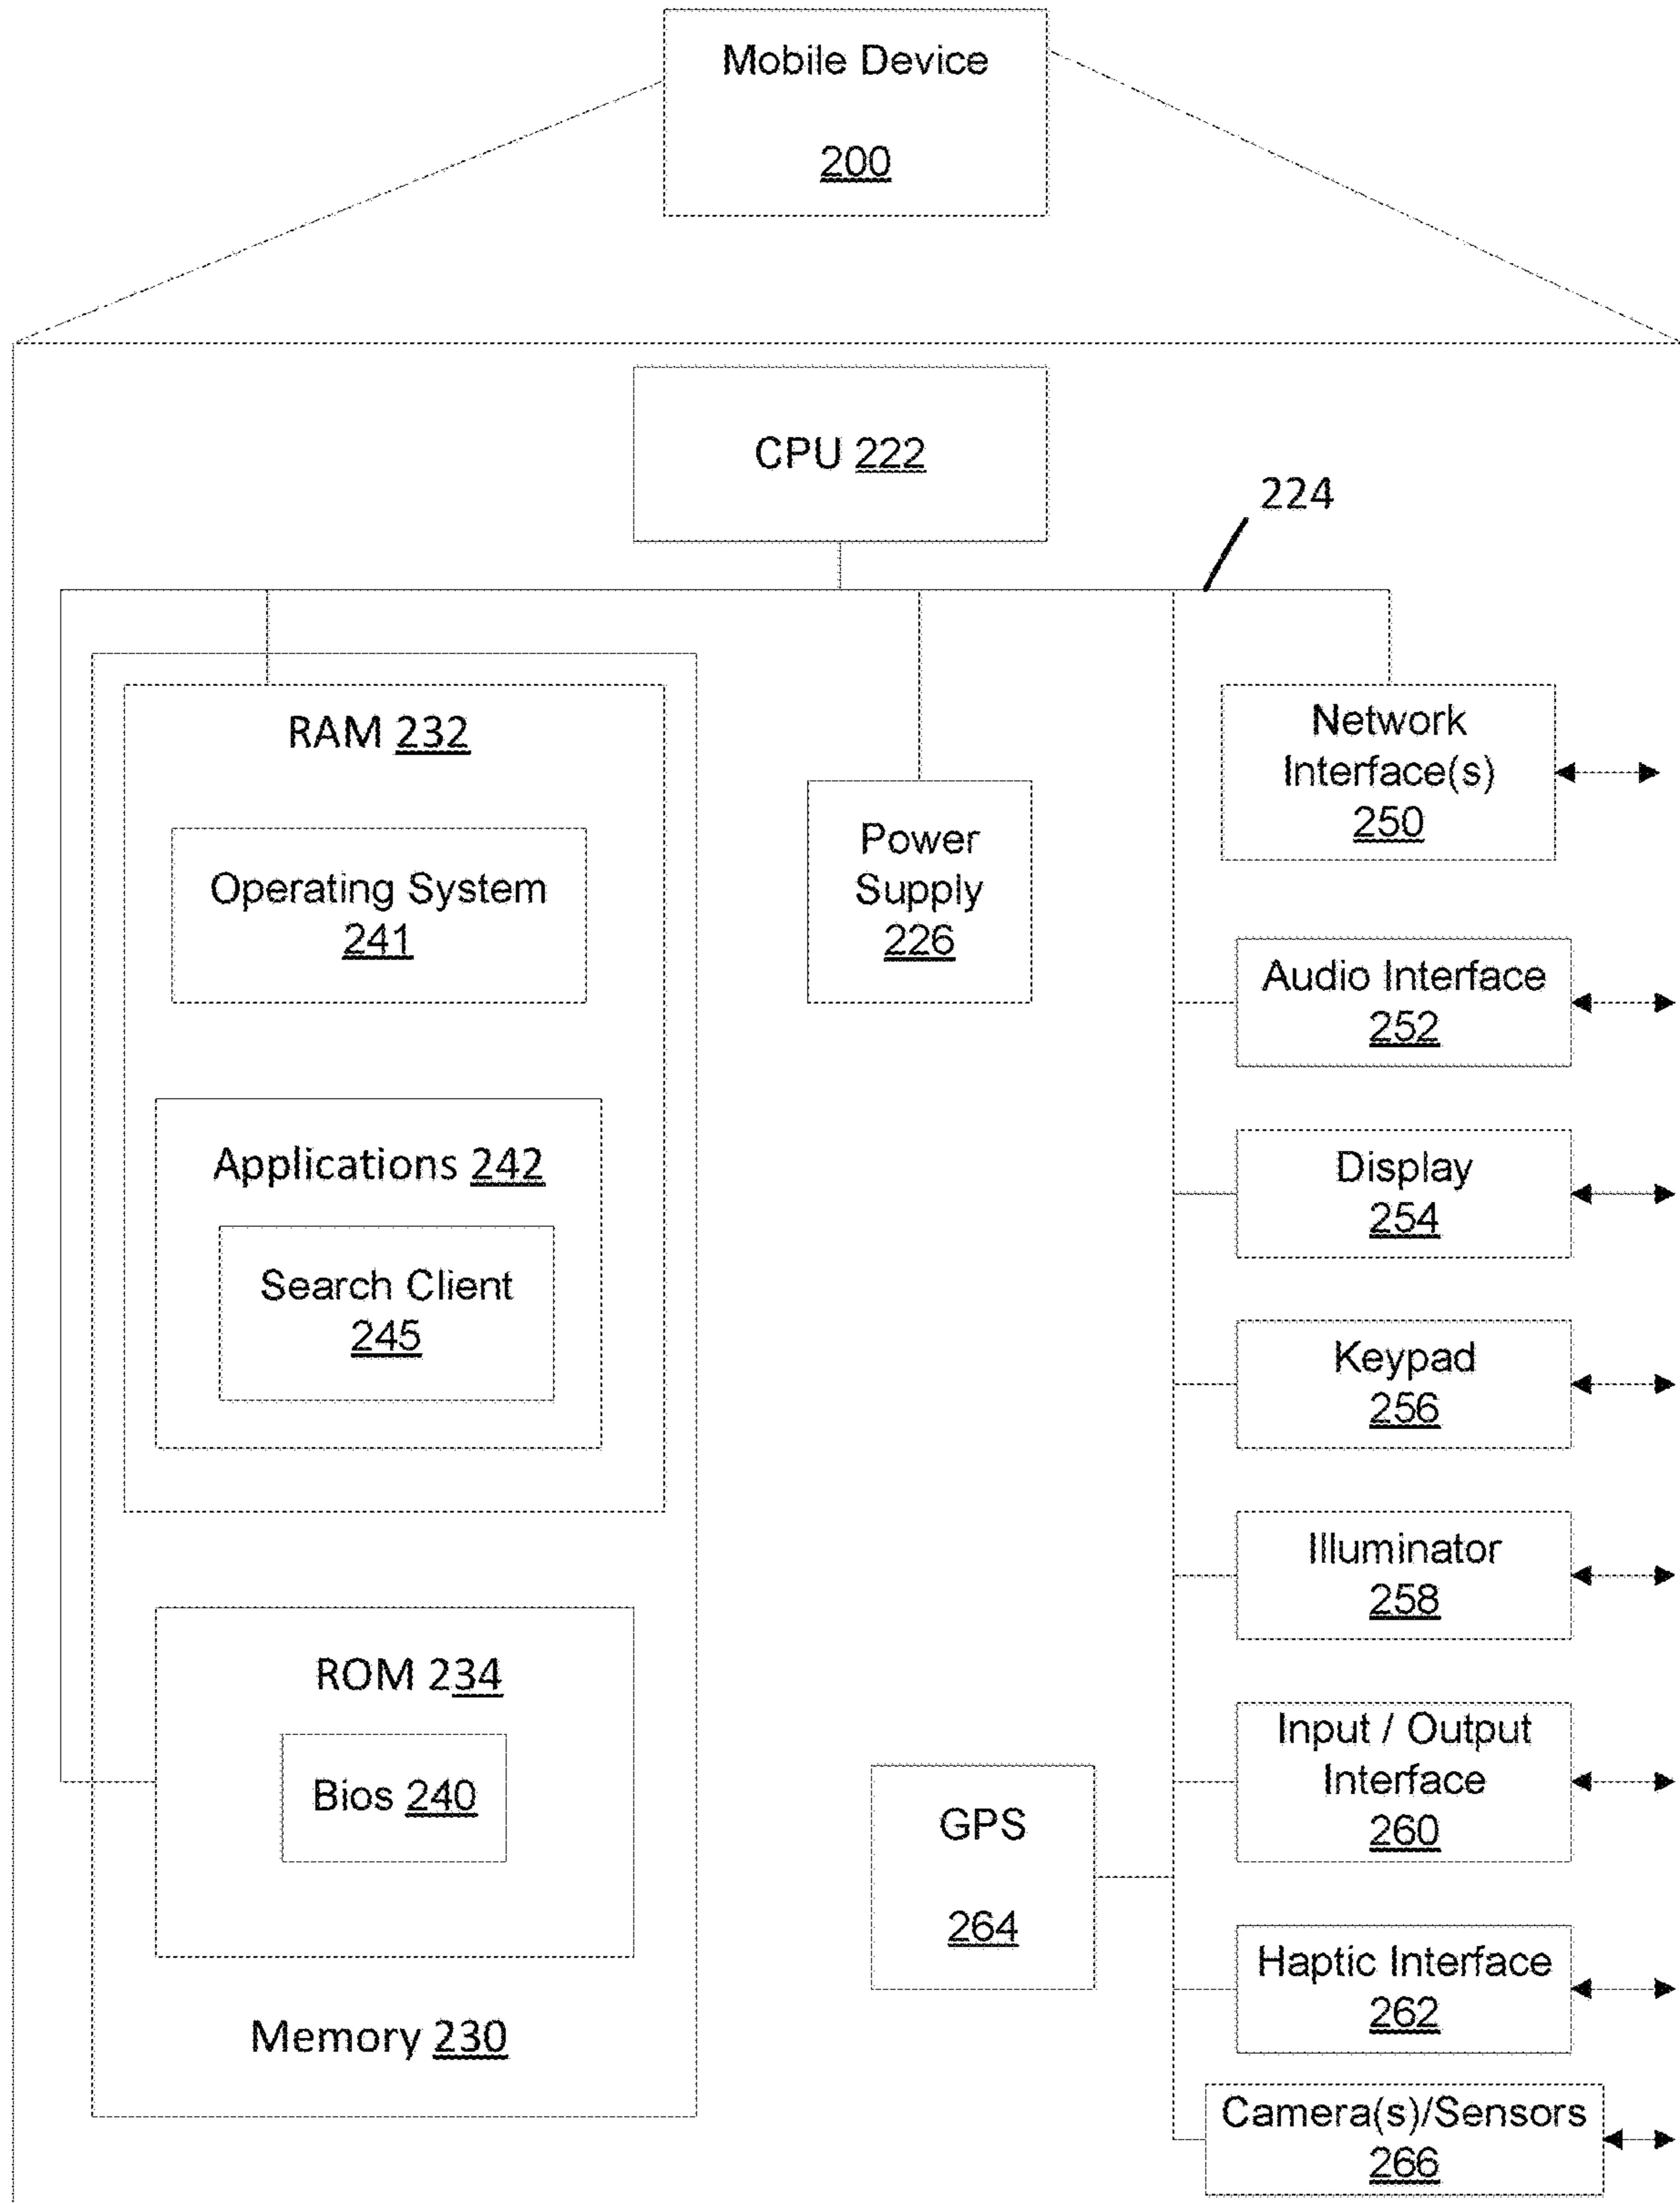 Mobile Device
200
CPU 222
224
RAM 232
Operating System
241
Applications 242
Search Client
245
ROM 234
Bios 240
Memory 230
Power
Supply
226
GPS
264
Network
Interface(s)
250
Audio Interface
252
Display
254
Keypad
256
Illuminator
258
Input / Output
Interface
260
Haptic Interface
262
Camera(s)/Sensors
266